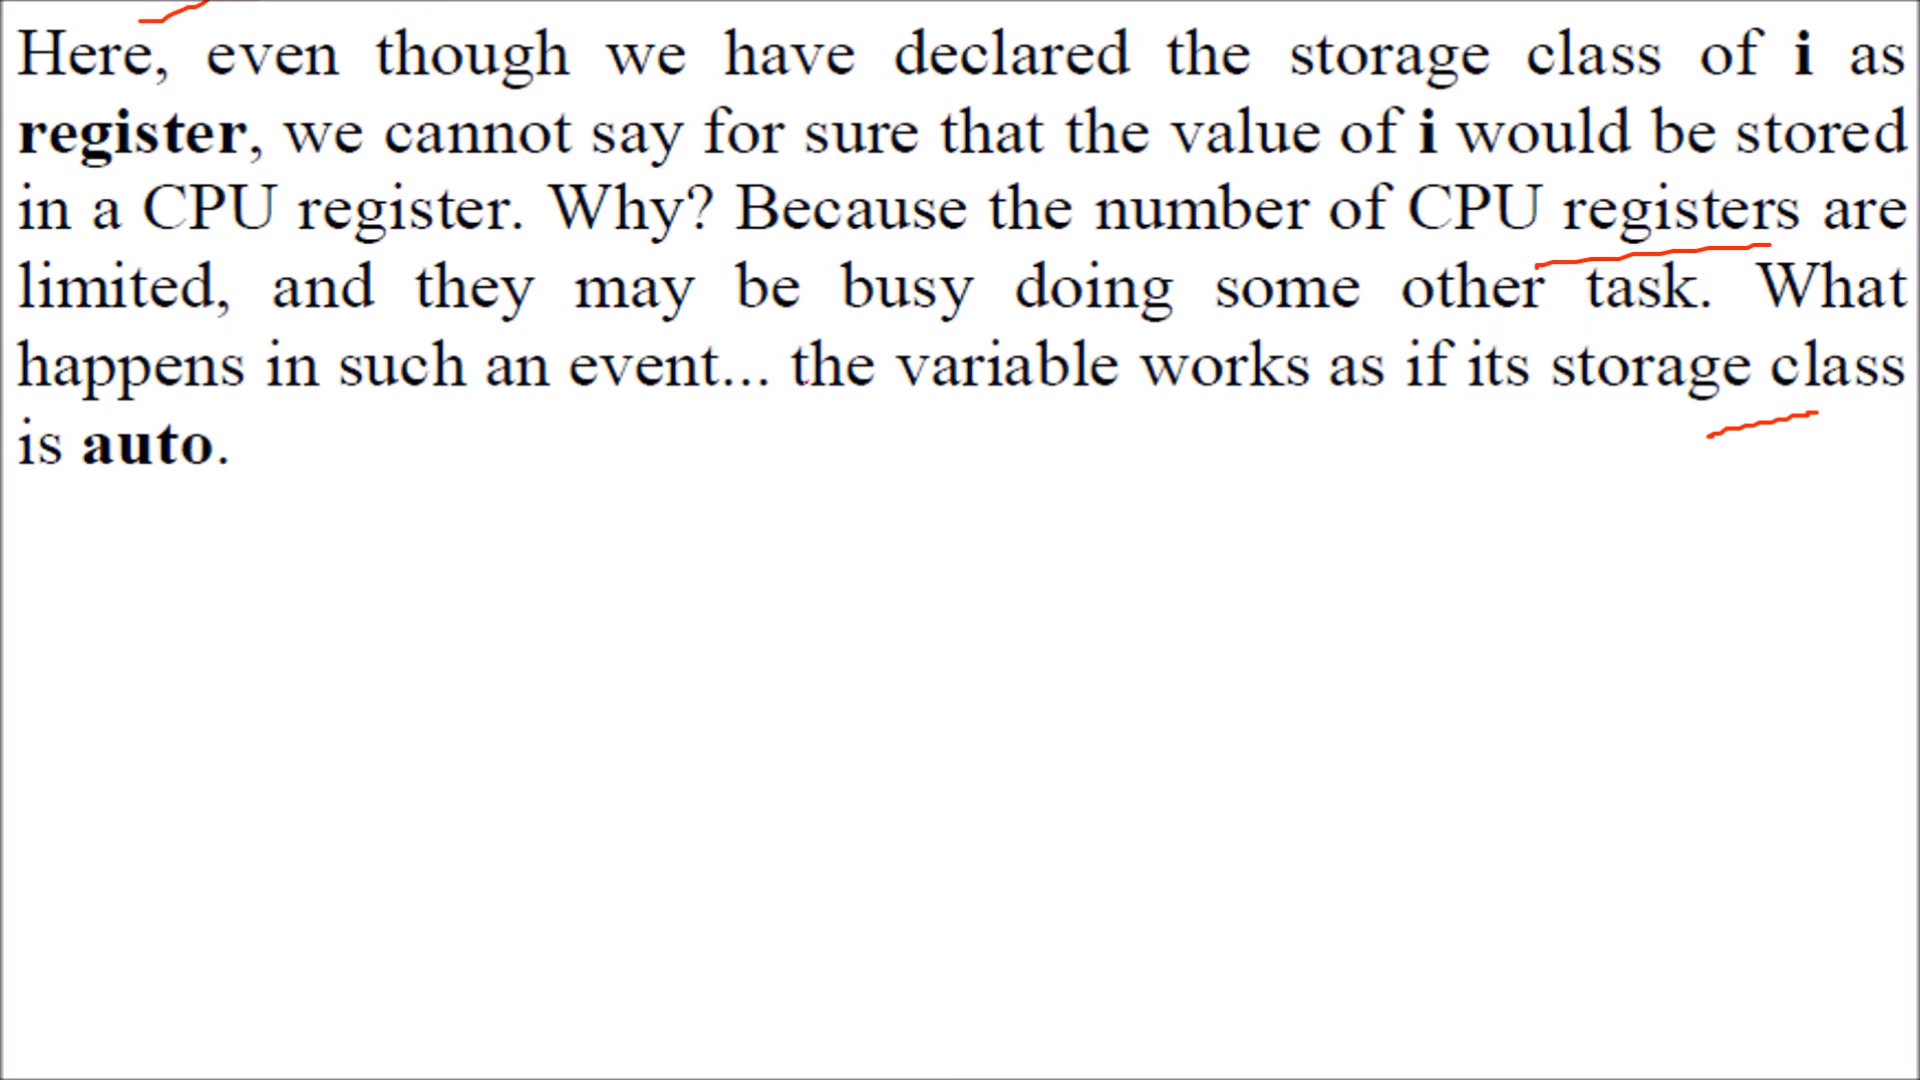 Here, even though we have declared the storage class of i as
register, we cannot say for sure that the value of i would be stored
in a CPU register. Why? Because the number of CPU registers are
limited, and they may be busy doing some other task. What
happens in such an event... the variable works as if its storage class
is auto.